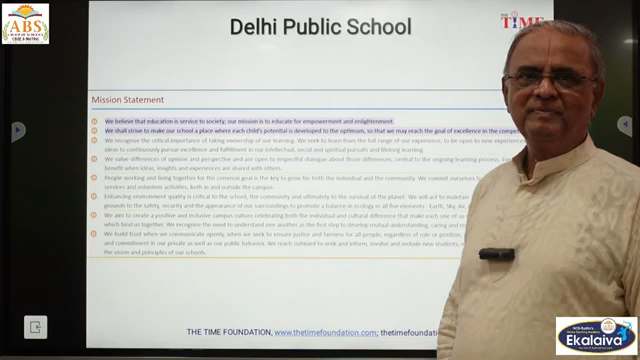 ABS
THE
TIME
Delhi Public School
Mission Statement
We believe that education is service to society; our mission is to educate for empowerment and enlightenment.
We shall strive to make our school a place where each child's potential is developed to the optimum, so that we may reach the goal of excellence in the
We recognise the critical importance of taking ownership of our learning. We seek to learn from the full range of our experience, to be open to new
ideas to continuously pursue excellence and fulfilment in our intellectual, social and spiritual pursuits and lifelong learning.
We value differences of opinion and perspective and are open to respectful dialogue about those differences, central to the ongoing learning process.
benefit when ideas, insights and experiences are shared with others.
People working and living together for the common goal is the key to grow for both the individual and the community. We commit ourselves
services and volunteer activities, both in and outside the campus.
Enhancing environment quality is critical to the school, the community and ultimately to the survival of the planet. We will act to maintain
grounds to the safety, security and the appearance of our surroundings to promote a balance in ecology in all five elements - Earth, Sky, Air,
We aim to create a positive and inclusive campus culture celebrating both the individual and cultural difference that make each one of us
which bind us together. We recognize the need to understand one another as the first step to develop mutual understanding, caring and
We build trust when we communicate openly, when we seek to ensure justice and fairness for all people, regardless of role or position.
and commitment in our private as well as our public behavior. We reach outward to seek and inform, involve and include new students,
the vision and principles of our schools.
THE TIME FOUNDATION, www.thetimefoundation.com; thetimefounda
Ekalaiva